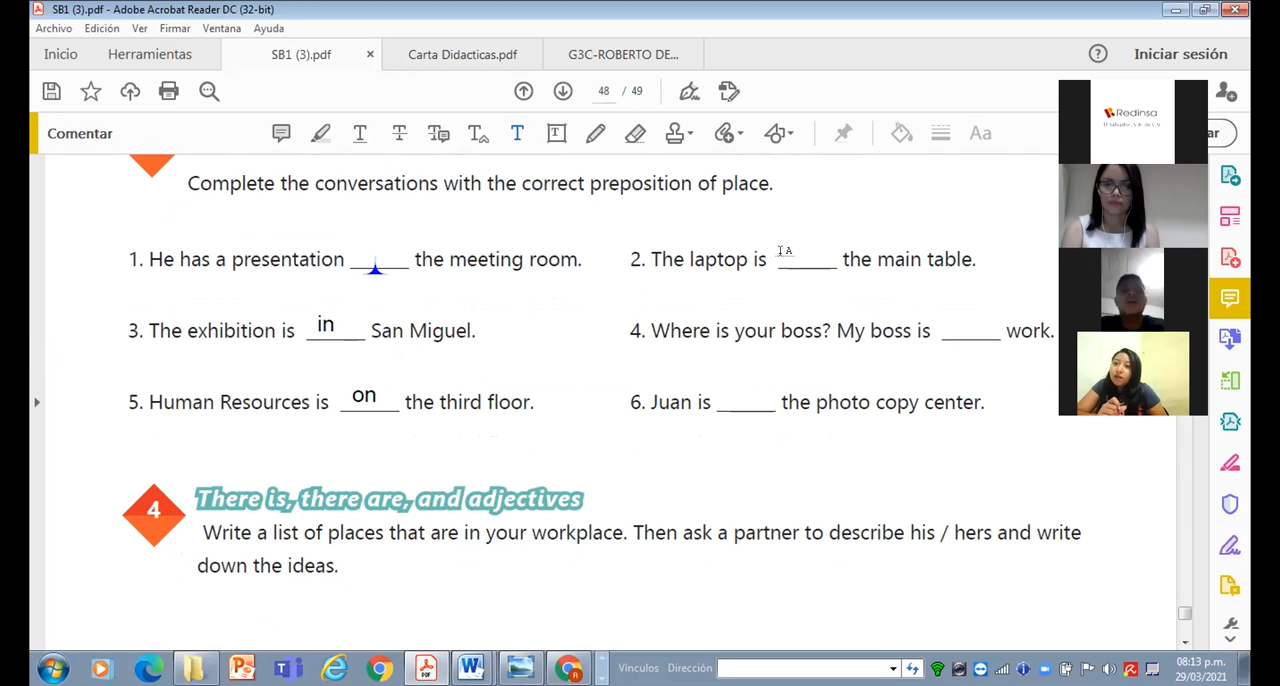 SB1 (3).pdf - Adobe Acrobat Reader DC (32-bit)
Archivo Edición Ver Firmar Ventana Ayuda
Inicio Herramientas SB1 (3).pdf × Carta Didacticas.pdf G3C-ROBERTO DE... Iniciar sesión
48 / 49
Comentar
Aa
Redinsa
Complete the conversations with the correct preposition of place.
1. He has a presentation _____ the meeting room. 2. The laptop is _____ the main table.
3. The exhibition is in San Miguel. 4. Where is your boss? My boss is _____ work.
5. Human Resources is on the third floor. 6. Juan is _____ the photo copy center.
4 There is, there are, and adjectives
Write a list of places that are in your workplace. Then ask a partner to describe his / hers and write
down the ideas.
Vínculos Dirección 08:13 p.m.
29/03/2021